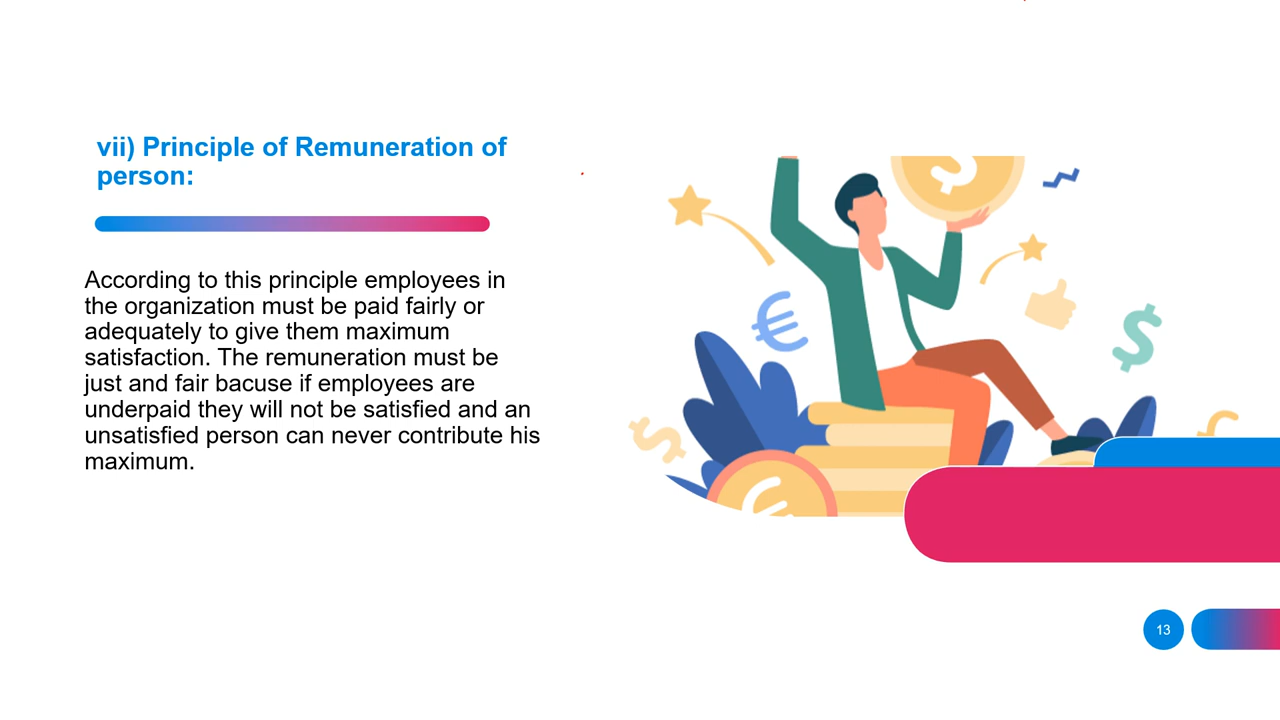 vii) Principle of Remuneration of
person:
According to this principle employees in
the organization must be paid fairly or
adequately to give them maximum
satisfaction. The remuneration must be
just and fair bacuse if employees are
underpaid they will not be satisfied and an
unsatisfied person can never contribute his
maximum.
$
€
$
$
€
13